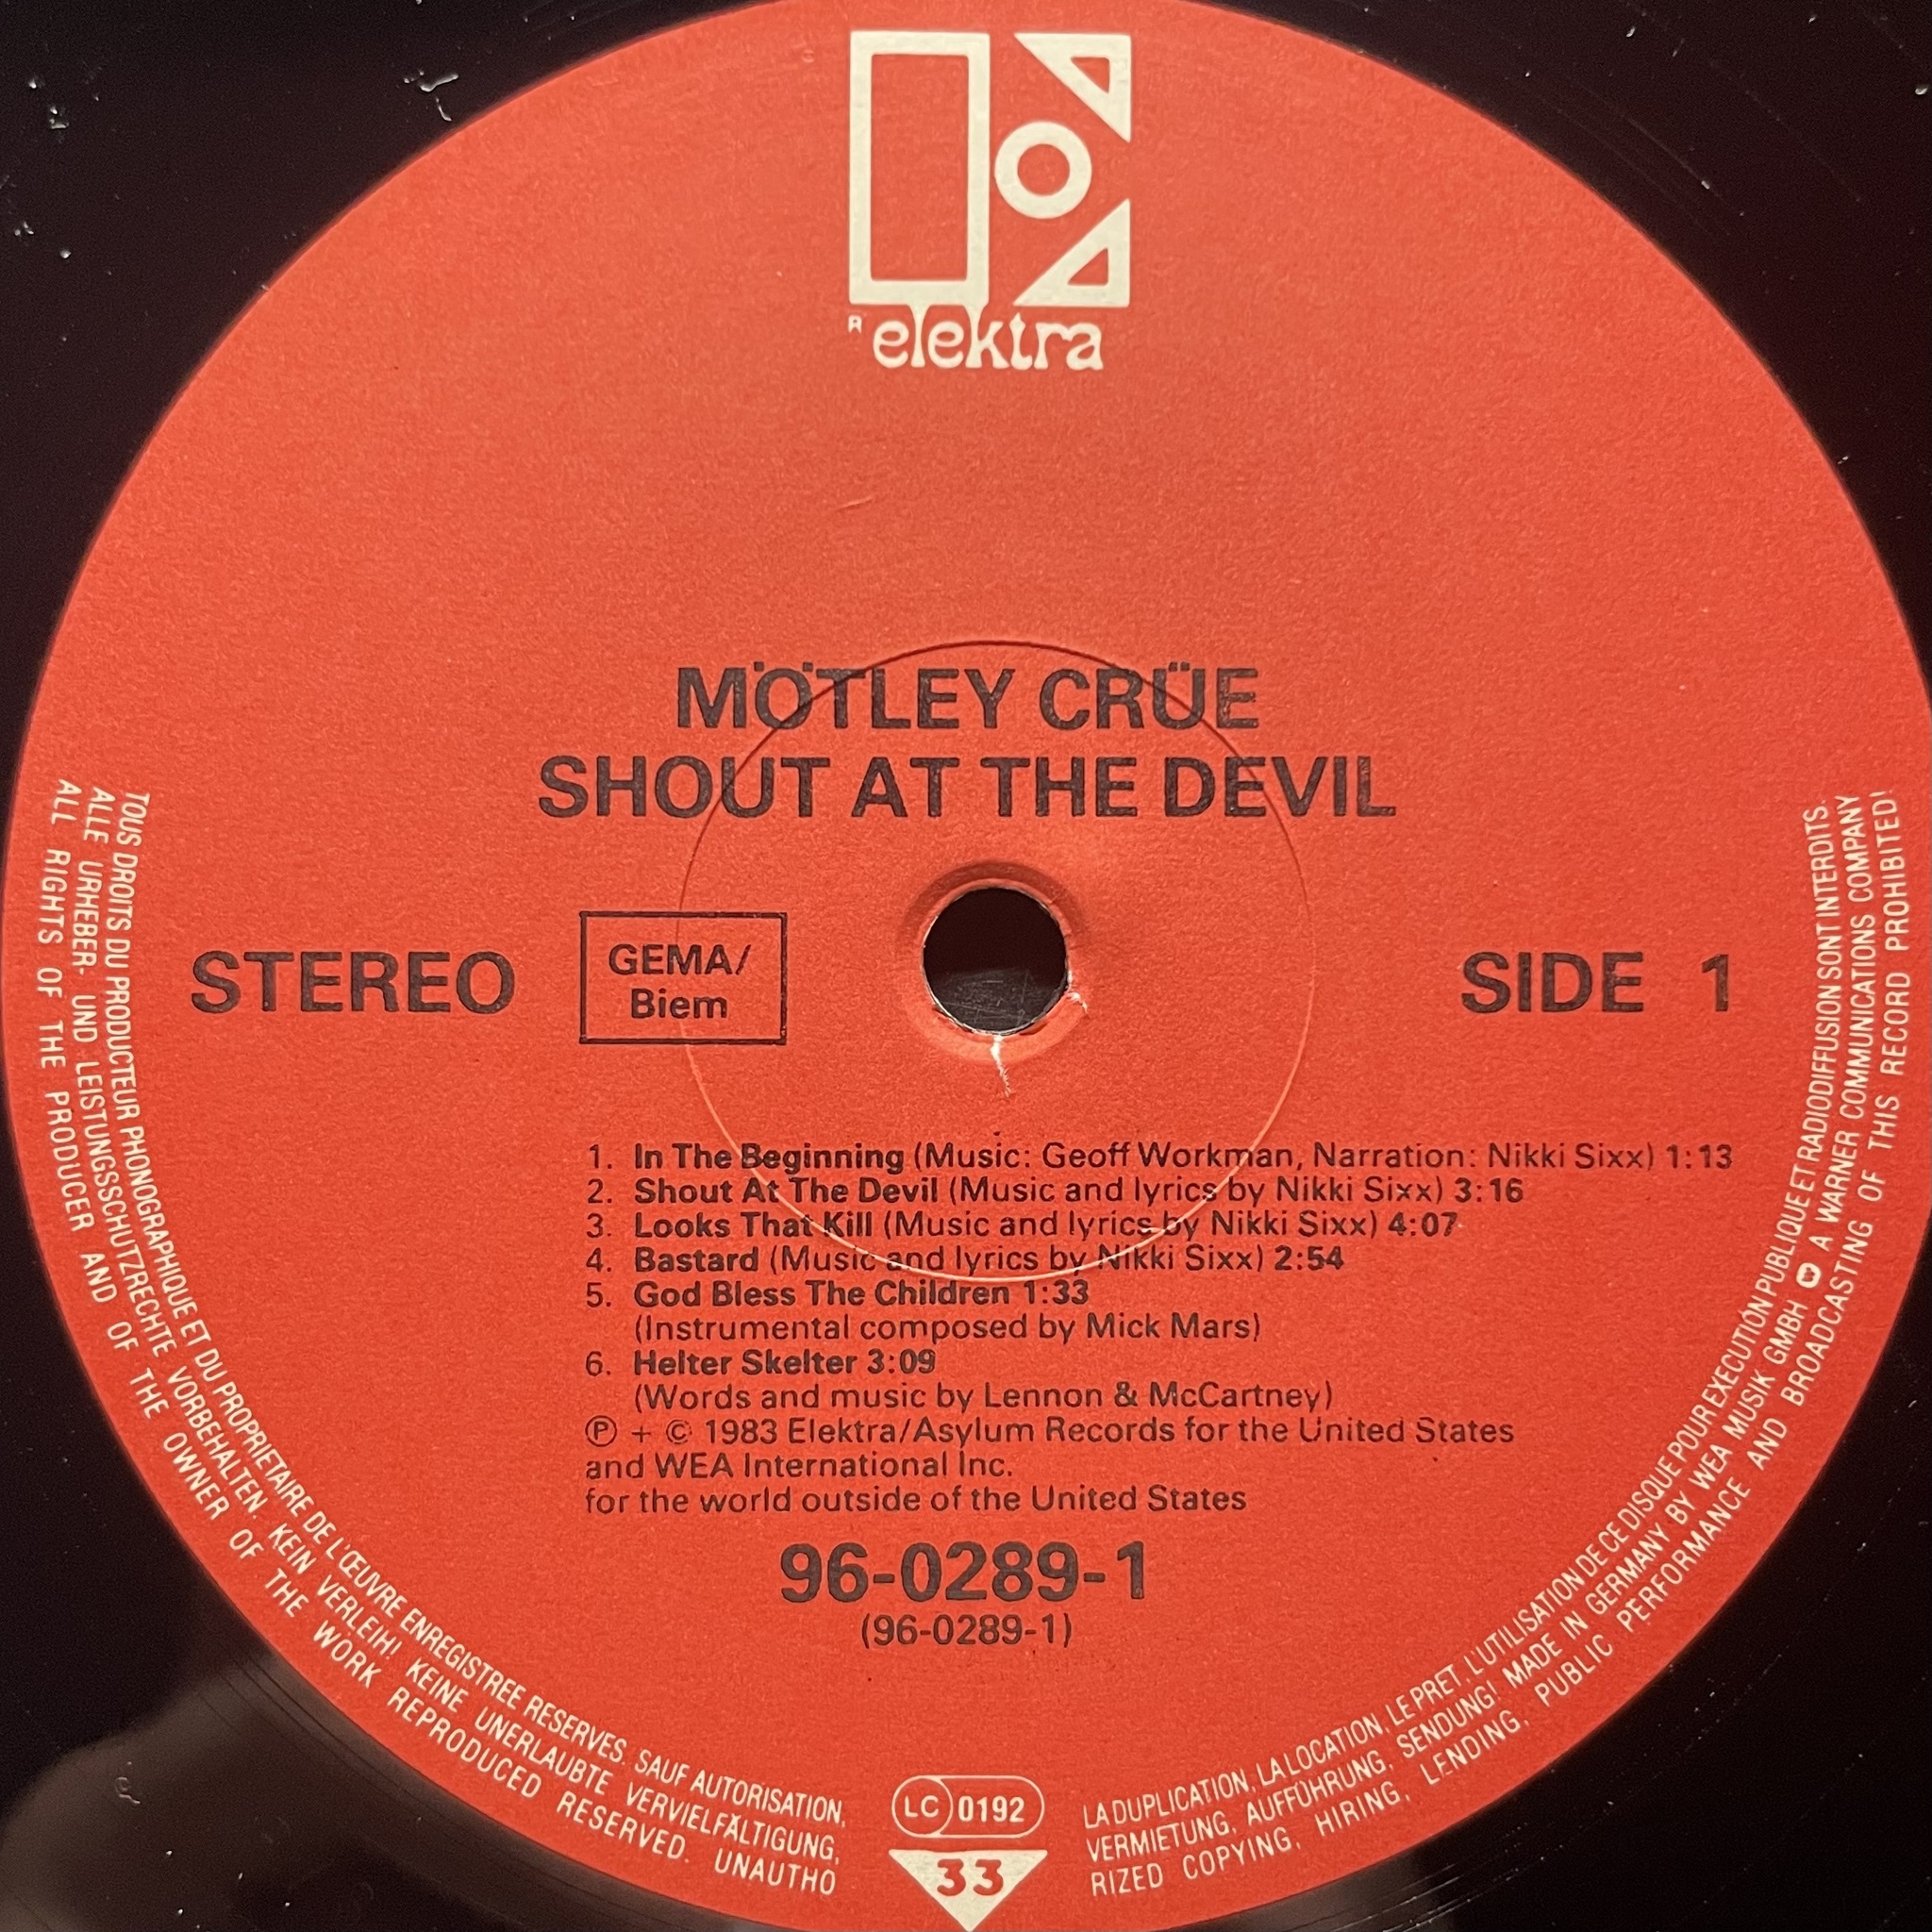 R elektra
MÖTLEY CRÜE
SHOUT AT THE DEVIL
STEREO
GEMA/
Biem
SIDE 1
1. In The Beginning (Music: Geoff Workman, Narration: Nikki Sixx) 1:13
2. Shout At The Devil (Music and lyrics by Nikki Sixx) 3:16
3. Looks That Kill (Music and lyrics by Nikki Sixx) 4:07
4. Bastard (Music and lyrics by Nikki Sixx) 2:54
5. God Bless The Children 1:33
(Instrumental composed by Mick Mars)
6. Helter Skelter 3:09
(Words and music by Lennon & McCartney)
Ⓟ + © 1983 Elektra/Asylum Records for the United States
and WEA International Inc.
for the world outside of the United States
96-0289-1
(96-0289-1)
TOUS DROITS DU PRODUCTEUR PHONOGRAPHIQUE ET DU PROPRIETAIRE DE L'ŒUVRE ENREGISTREE RESERVES. SAUF AUTORISATION,
LA DUPLICATION, LA LOCATION, LE PRET, L'UTILISATION DE CE DISQUE POUR EXECUTION PUBLIQUE ET RADIODIFFUSION SONT INTERDITS.
ALLE URHEBER- UND LEISTUNGSSCHUTZRECHTE VORBEHALTEN. KEIN VERLEIH! KEINE UNERLAUBTE VERVIELFÄLTIGUNG,
VERMIETUNG, AUFFÜHRUNG, SENDUNG! MADE IN GERMANY BY WEA MUSIK GMBH A WARNER COMMUNICATIONS COMPANY
ALL RIGHTS OF THE PRODUCER AND OF THE OWNER OF THE WORK REPRODUCED RESERVED. UNAUTHO
RIZED COPYING, HIRING, LENDING, PUBLIC PERFORMANCE AND BROADCASTING OF THIS RECORD PROHIBITED!
LC 0192
33